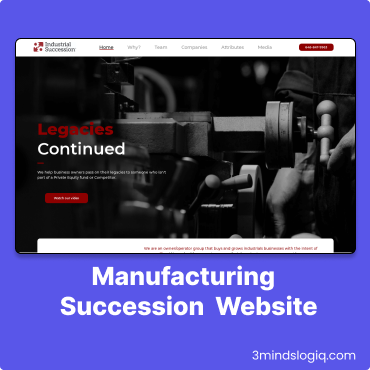 Industrial
Succession
Home Why? Team Companies Attributes Media
Legacies
Continued
We help business owners pass on their legacies to someone who isn't
part of a Private Equity fund or Competitor.
Watch our video
We are an owner/operator group that buys and grows industrials businesses with the intent of
Manufacturing
Succession Website
3mindslogiq.com